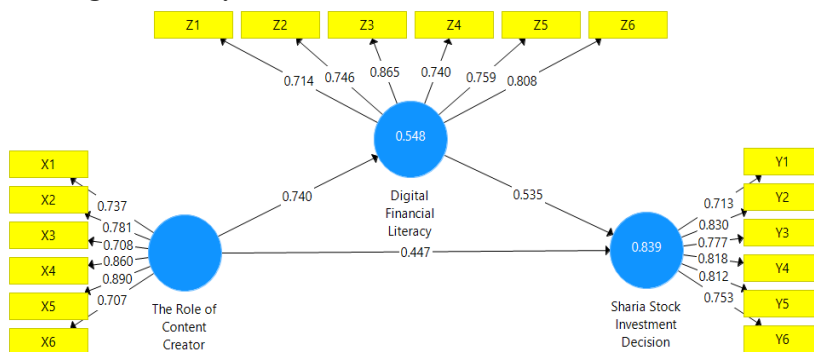 Z1 Z2 Z3 Z4 Z5 Z6
0.714 0.746 0.865 0.740 0.759 0.808
0.548
Digital
Financial
Literacy
X1
X2
X3
X4
X5
X6
0.737
0.781
0.708
0.860
0.890
0.707
The Role of
Content
Creator
0.740
0.535
0.447
0.839
Sharia Stock
Investment
Decision
0.713
0.830
0.777
0.818
0.812
0.753
Y1
Y2
Y3
Y4
Y5
Y6